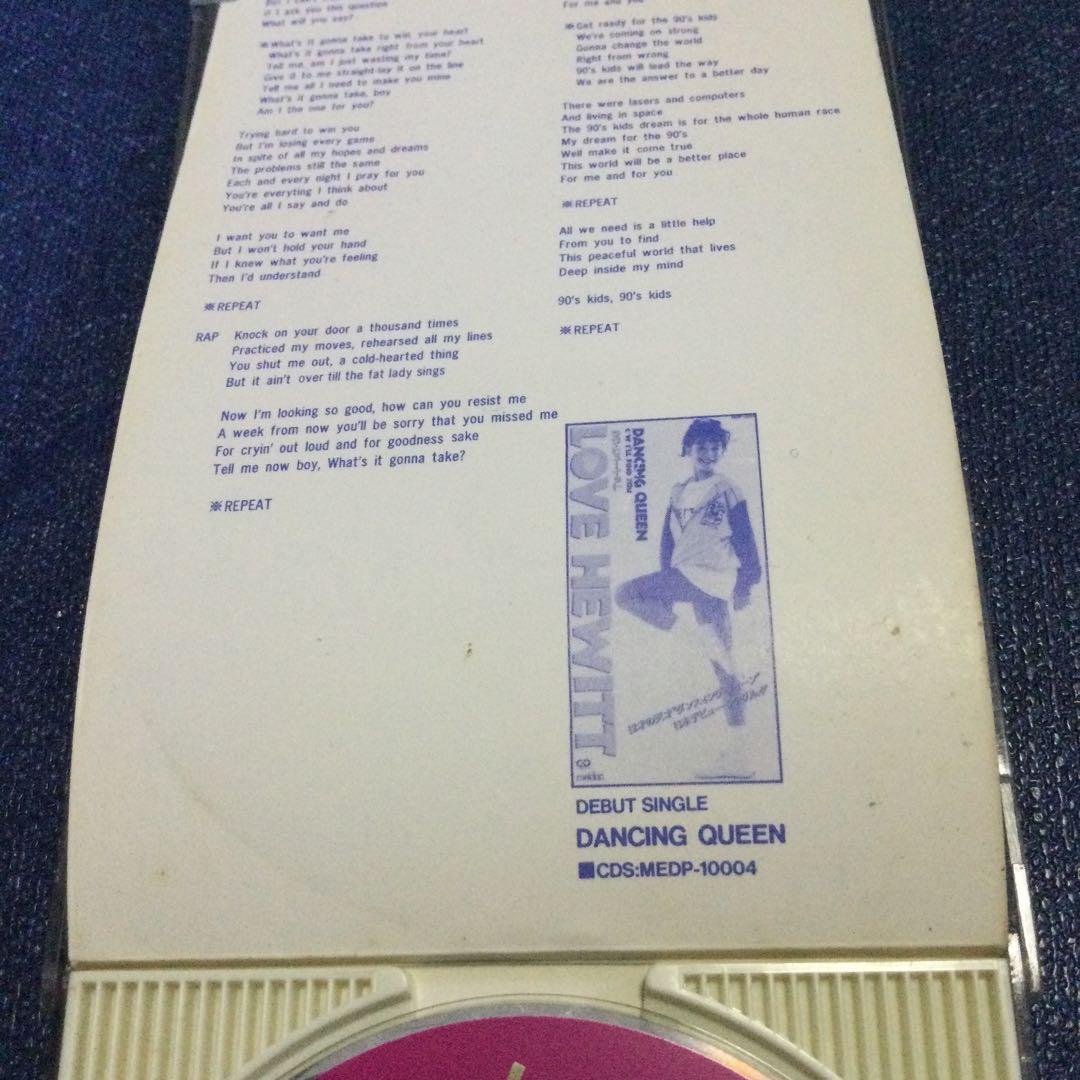 If I ask you this question
What will you say?
※What's it gonna take to win your heart
What's it gonna take right from your heart
Tell me, am I just wasting my time?
Give it to me straight-lay it on the line
Tell me all I need to make you mine
What's it gonna take, boy
Am I the one for you?
Trying hard to win you
But I'm losing every game
In spite of all my hopes and dreams
The problems still the same
Each and every night I pray for you
You're everyting I think about
You're all I say and do
I want you to want me
But I won't hold your hand
If I knew what you're feeling
Then I'd understand
※REPEAT
RAP Knock on your door a thousand times
Practiced my moves, rehearsed all my lines
You shut me out, a cold-hearted thing
But it ain't over till the fat lady sings
Now I'm looking so good, how can you resist me
A week from now you'll be sorry that you missed me
For cryin' out loud and for goodness sake
Tell me now boy, What's it gonna take?
※REPEAT
For me and you
※Get ready for the 90's kids
We're coming on strong
Gonna change the world
Right from wrong
90's kids will lead the way
We are the answer to a better day
There were lasers and computers
And living in space
The 90's kids dream is for the whole human race
My dream for the 90's
Well make it come true
This world will be a better place
For me and for you
※REPEAT
All we need is a little help
From you to find
This peaceful world that lives
Deep inside my mind
90's kids, 90's kids
※REPEAT
DANCING QUEEN
C/W I'LL FIND YOU
LOVE HEWITT
CD
meldac
DEBUT SINGLE
DANCING QUEEN
■CDS:MEDP-10004